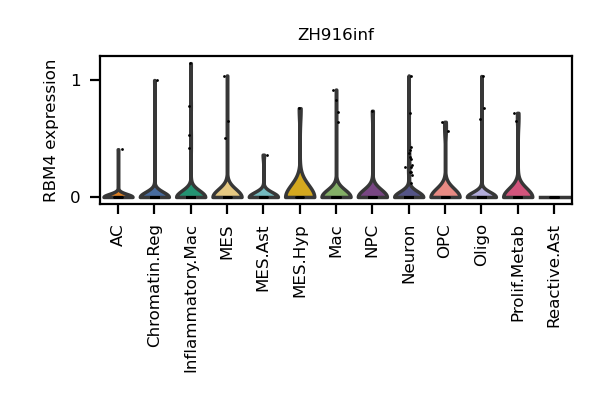 ZH916inf
RBM4 expression
1
0
AC
Chromatin.Reg
Inflammatory.Mac
MES
MES.Ast
MES.Hyp
Mac
NPC
Neuron
OPC
Oligo
Prolif.Metab
Reactive.Ast